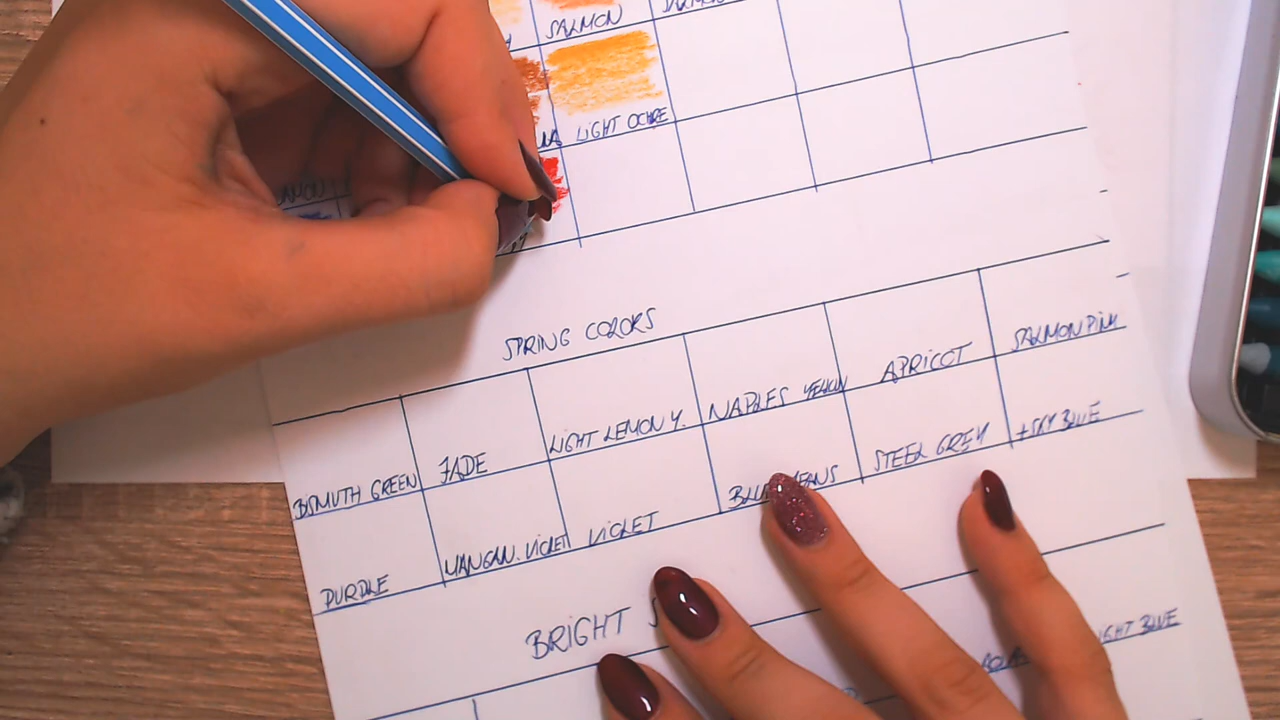 SALMON
LIGHT OCHRE
SPRING COLORS
BISMUTH GREEN
JADE
LIGHT LEMON Y.
NAPLES YELLOW
APRICOT
SALMON PINK
PURPLE
MANGAN. VIOLET
VIOLET
STEEL GREY
+SKY BLUE
BRIGHT